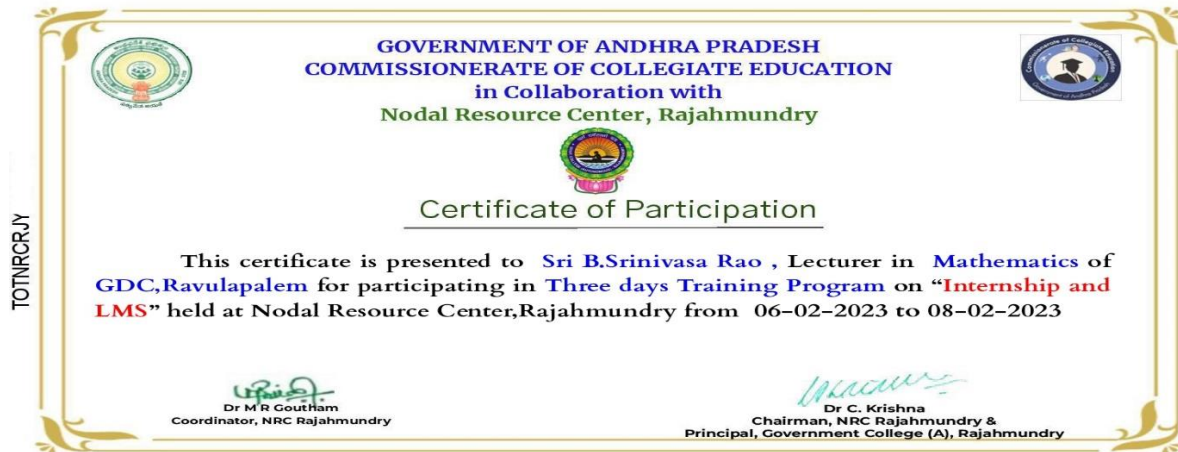 GOVERNMENT OF ANDHRA PRADESH
COMMISSIONERATE OF COLLEGIATE EDUCATION
in Collaboration with
Nodal Resource Center, Rajahmundry
Certificate of Participation
TOTNRCRJY
This certificate is presented to Sri B.Srinivasa Rao , Lecturer in Mathematics of
GDC,Ravulapalem for participating in Three days Training Program on “Internship and
LMS” held at Nodal Resource Center,Rajahmundry from 06-02-2023 to 08-02-2023
Dr M R Goutham
Coordinator, NRC Rajahmundry
Dr C. Krishna
Chairman, NRC Rajahmundry &
Principal, Government College (A), Rajahmundry